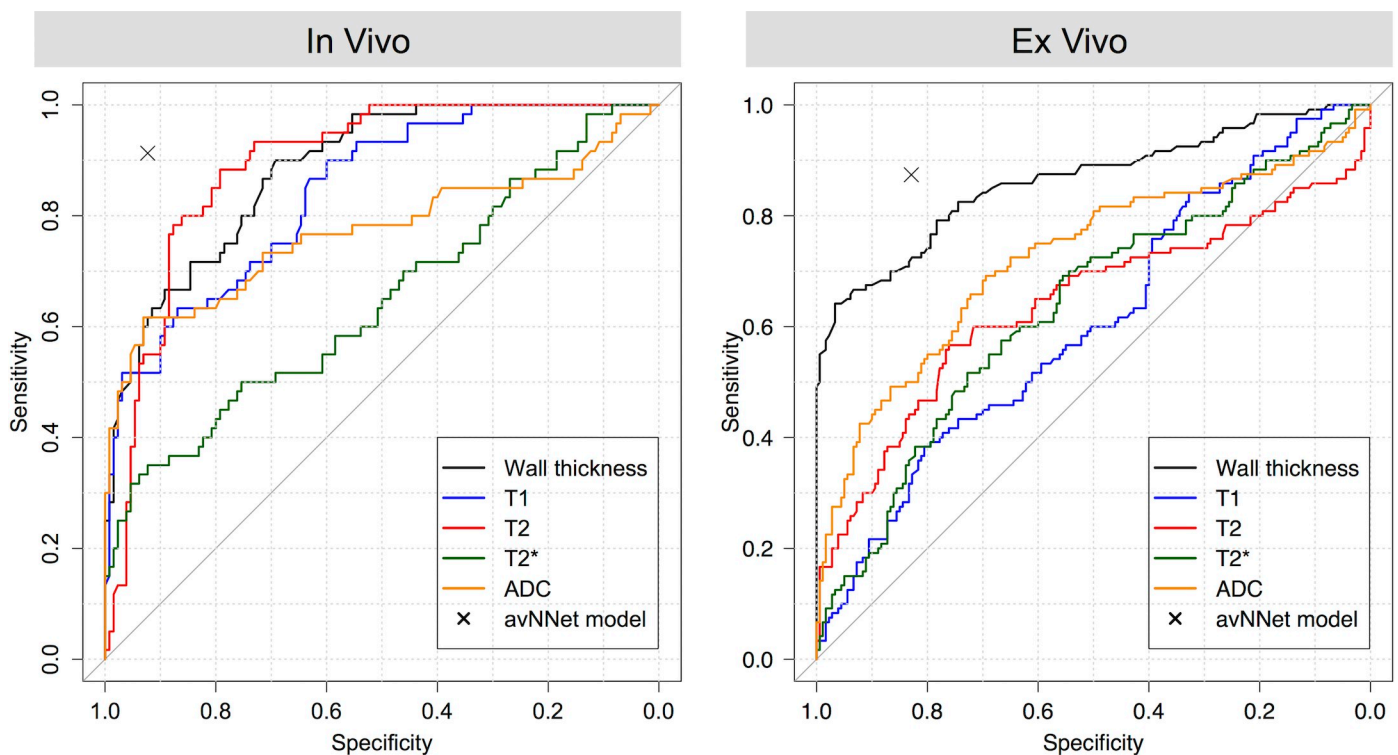 In Vivo
1.0
0.8
0.6
0.4
0.2
0.0
Sensitivity
Wall thickness
T1
T2
T2*
ADC
avNNet model
1.0 0.8 0.6 0.4 0.2 0.0
Specificity
Ex Vivo
1.0
0.8
0.6
0.4
0.2
0.0
Sensitivity
Wall thickness
T1
T2
T2*
ADC
avNNet model
1.0 0.8 0.6 0.4 0.2 0.0
Specificity